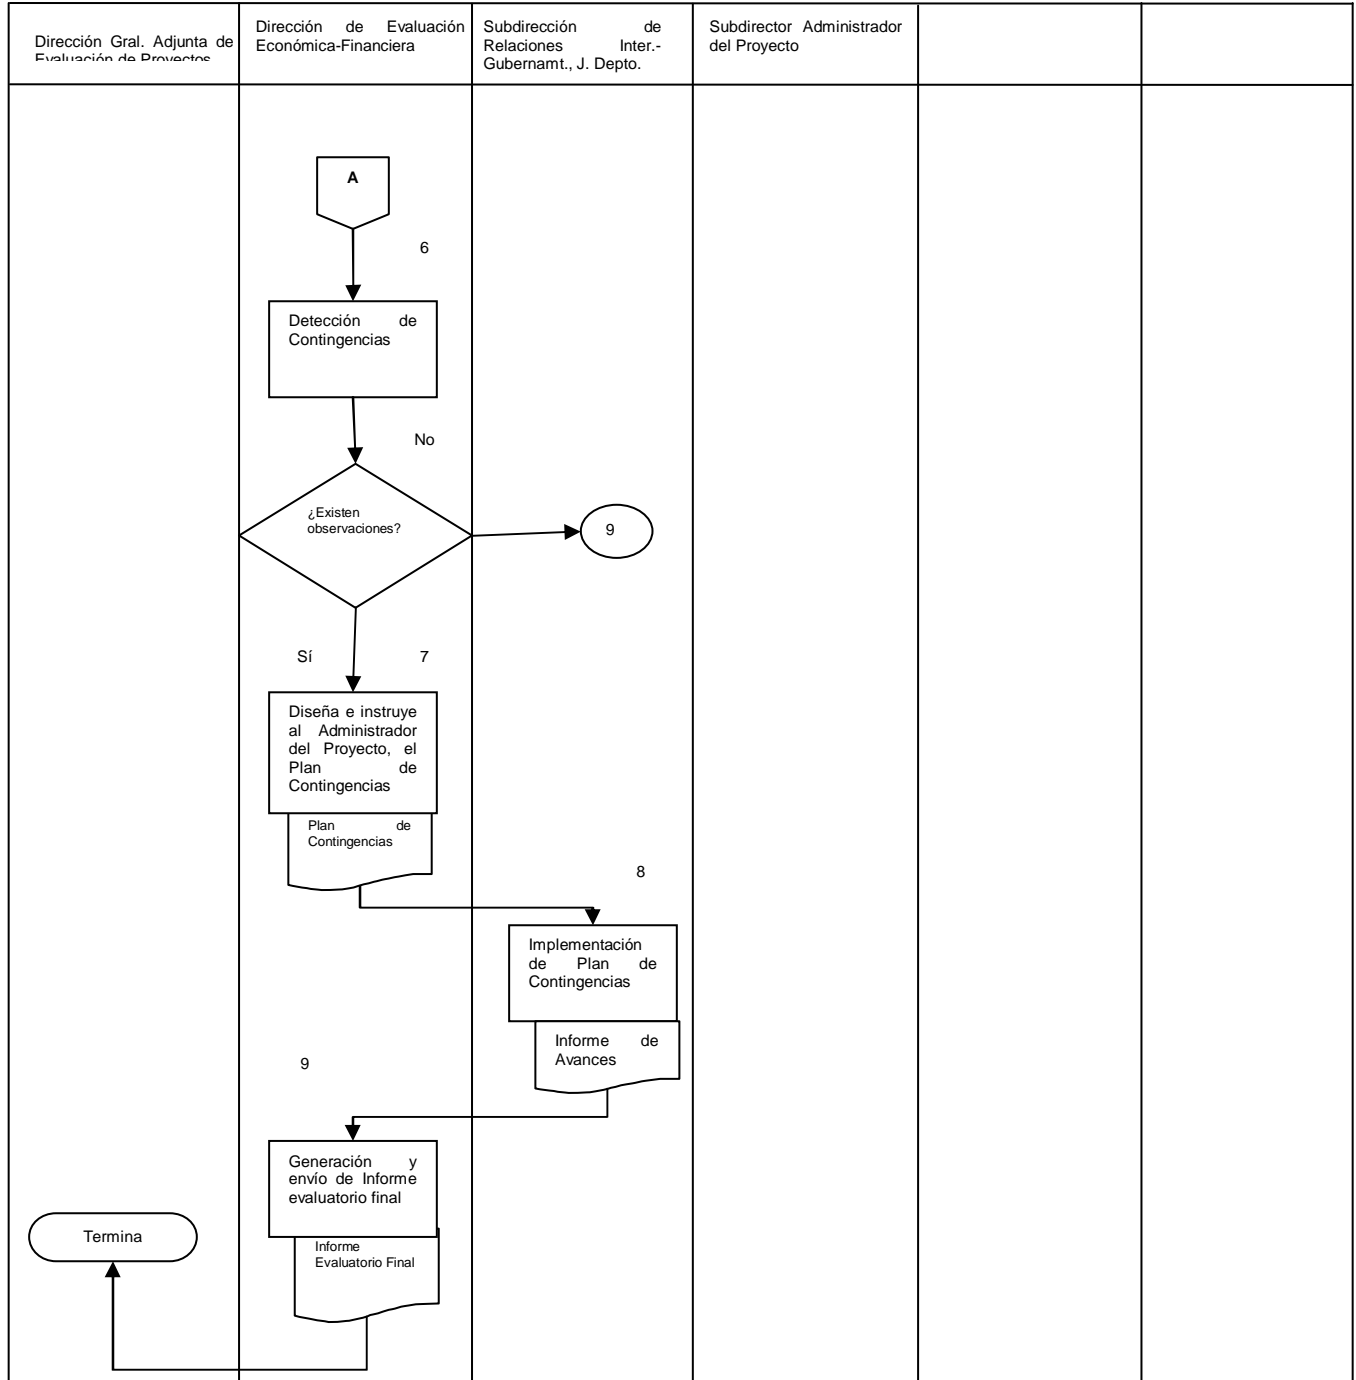 Dirección Gral. Adjunta de
Evaluación de Proyectos
Dirección de Evaluación
Económica-Financiera
Subdirección de
Relaciones Inter.-
Gubernamt., J. Depto.
Subdirector Administrador
del Proyecto
A
6
Detección de
Contingencias
No
¿Existen
observaciones?
9
Sí
7
Diseña e instruye
al Administrador
del Proyecto, el
Plan de
Contingencias
Plan de
Contingencias
8
Implementación
de Plan de
Contingencias
Informe de
Avances
9
Generación y
envío de Informe
evaluatorio final
Informe
Evaluatorio Final
Termina